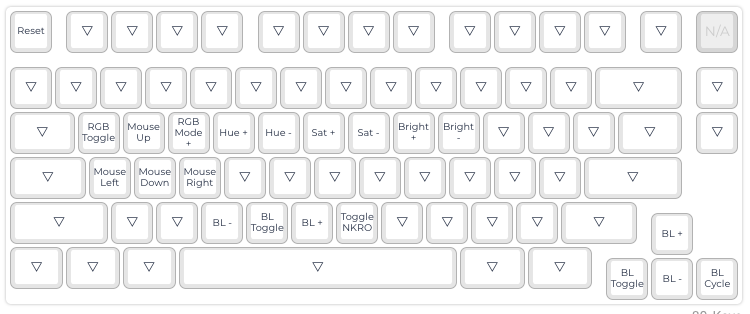 Reset ▽ ▽ ▽ ▽ ▽ ▽ ▽ ▽ ▽ ▽ ▽ ▽ ▽ N/A
▽ ▽ ▽ ▽ ▽ ▽ ▽ ▽ ▽ ▽ ▽ ▽ ▽ ▽ ▽
▽ RGB Toggle Mouse Up RGB Mode + Hue + Hue - Sat + Sat - Bright + Bright - ▽ ▽ ▽ ▽ ▽
▽ Mouse Left Mouse Down Mouse Right ▽ ▽ ▽ ▽ ▽ ▽ ▽ ▽ ▽
▽ ▽ ▽ BL - BL Toggle BL + Toggle NKRO ▽ ▽ ▽ ▽ ▽ BL +
▽ ▽ ▽ ▽ ▽ ▽ BL Toggle BL - BL Cycle